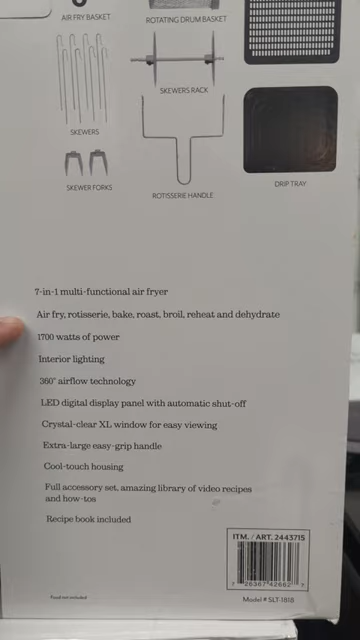 AIR FRY BASKET
ROTATING DRUM BASKET
SKEWERS RACK
SKEWERS
SKEWER FORKS
ROTISSERIE HANDLE
DRIP TRAY
7-in-1 multi-functional air fryer
Air fry, rotisserie, bake, roast, broil, reheat and dehydrate
1700 watts of power
Interior lighting
360° airflow technology
LED digital display panel with automatic shut-off
Crystal-clear XL window for easy viewing
Extra-large easy-grip handle
Cool-touch housing
Full accessory set, amazing library of video recipes
and how-tos
Recipe book included
ITM. / ART. 2443715
Food not included
Model # SLT-1818